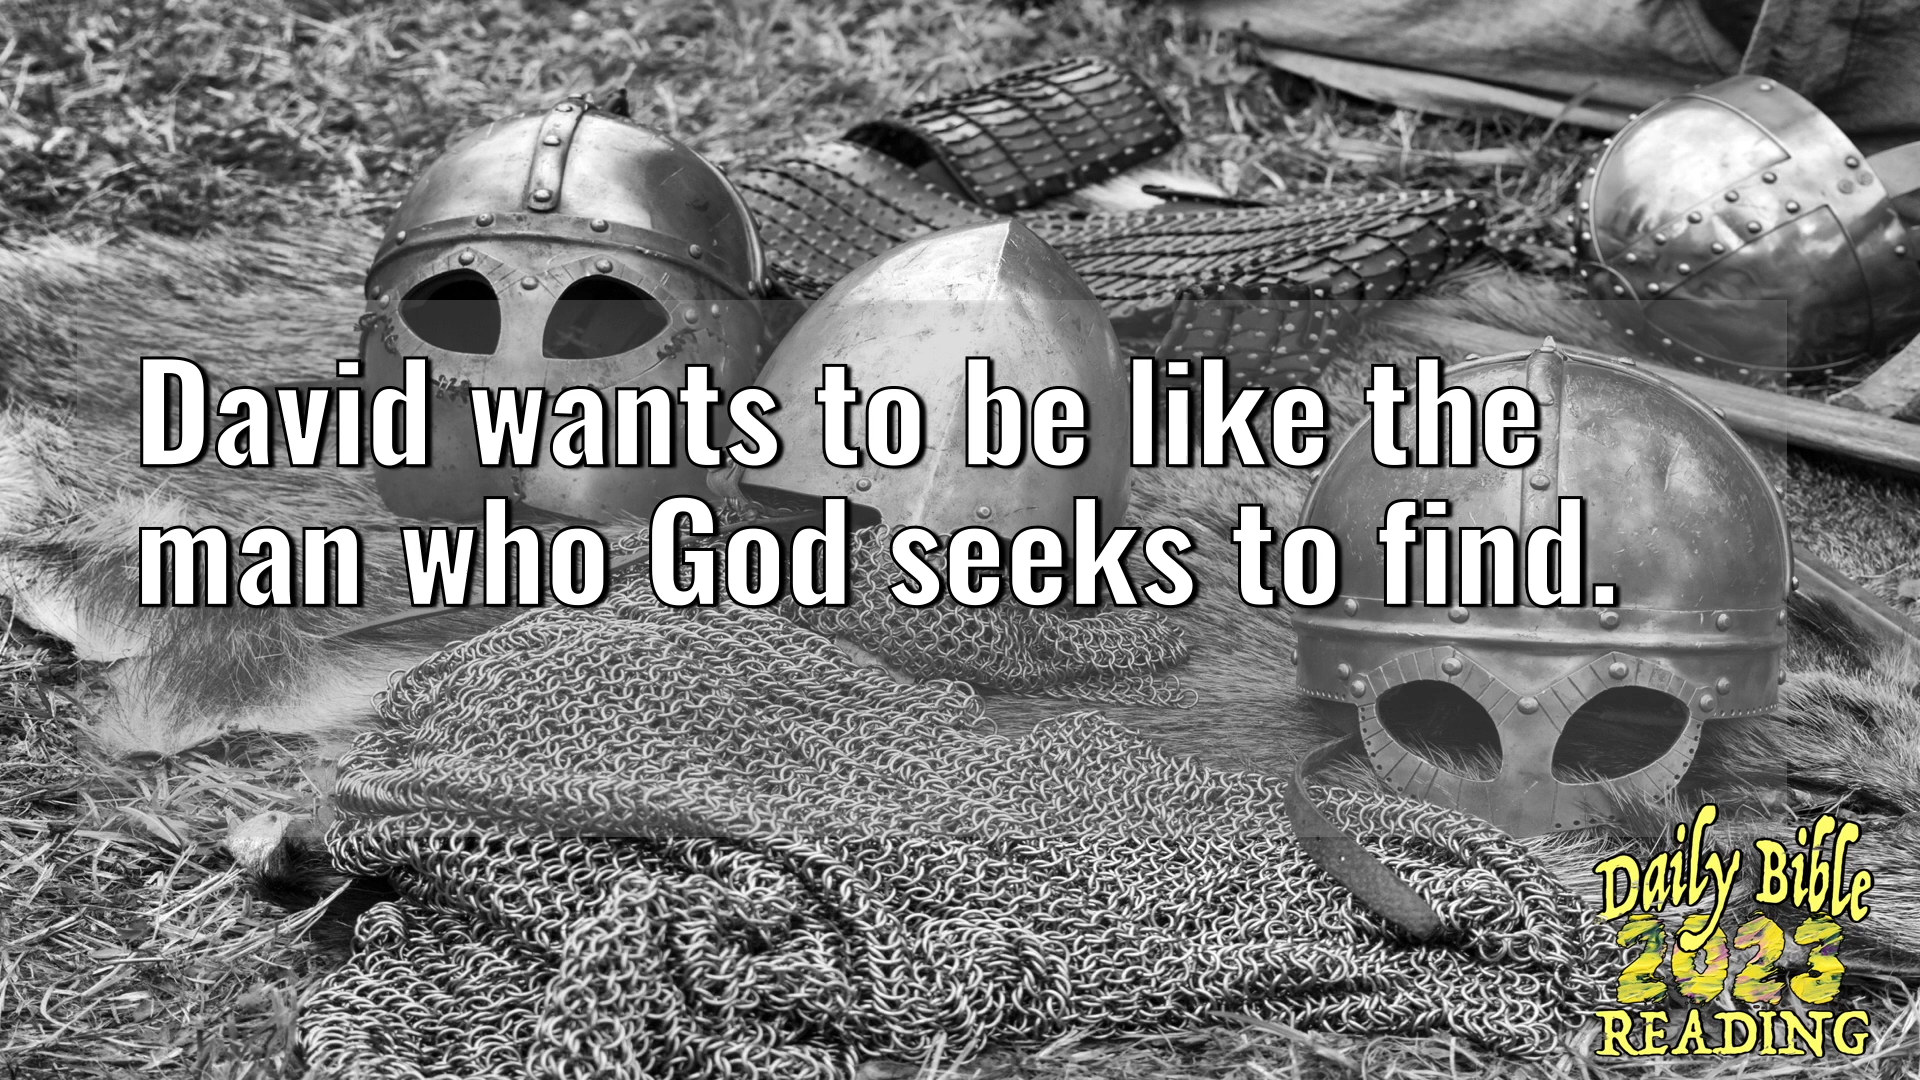 David wants to be like the
man who God seeks to find.
Daily Bible
2023
READING